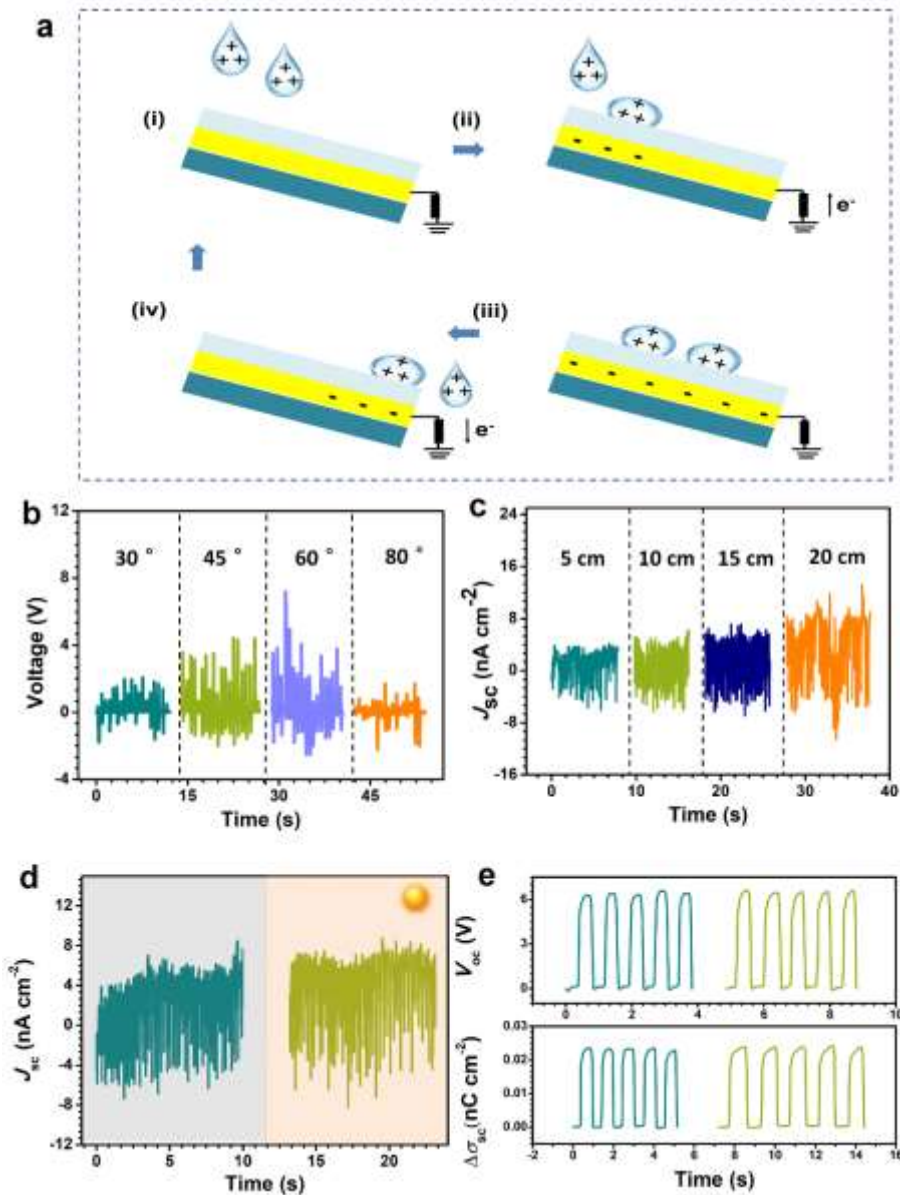 a
(i)
(ii)
e-
(iv)
(iii)
e-
b
12
8
4
0
-4
Voltage (V)
30 °
45 °
60 °
80 °
0
15
30
45
Time (s)
c
24
16
8
0
-8
-16
Jsc (nA cm-2)
5 cm
10 cm
15 cm
20 cm
0
10
20
30
40
Time (s)
d
12
8
4
0
-4
-8
-12
Jsc (nA cm-2)
0
5
10
15
20
Time (s)
e
6
3
0
Voc (V)
0
2
4
6
8
10
0.03
0.02
0.01
0.00
Δσsc (nC cm-2)
-2
0
2
4
6
8
10
12
14
16
Time (s)